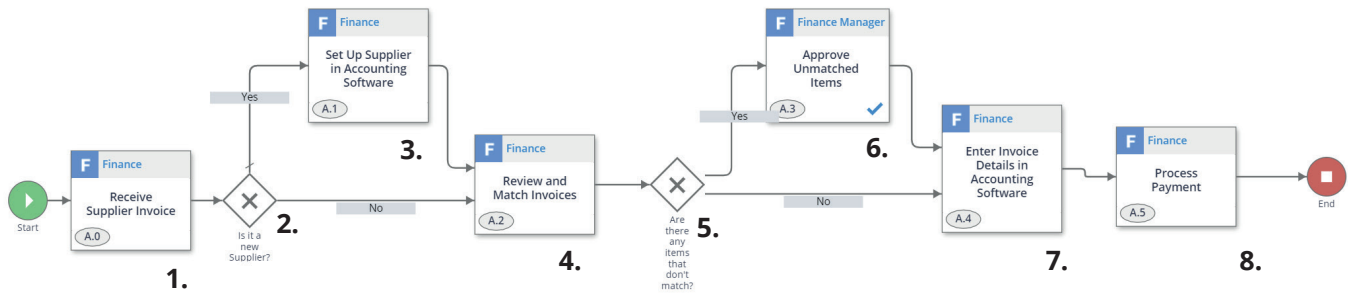 Start
F Finance
Receive
Supplier Invoice
A.0
1.
Is it a
new
Supplier?
2.
Yes
No
F Finance
Set Up Supplier
in Accounting
Software
A.1
3.
F Finance
Review and
Match Invoices
A.2
4.
Are
there
any
items
that
don't
match?
5.
Yes
No
F Finance Manager
Approve
Unmatched
Items
A.3
6.
F Finance
Enter Invoice
Details in
Accounting
Software
A.4
7.
F Finance
Process
Payment
A.5
8.
End